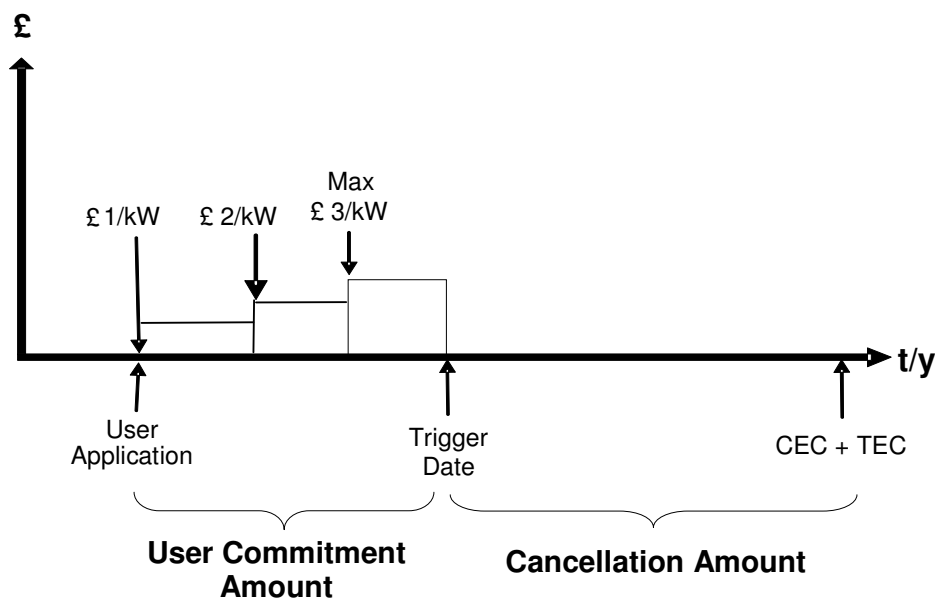 £
Max
£ 1/kW
£ 2/kW
£ 3/kW
t/y
User
Application
Trigger
Date
CEC + TEC
User Commitment
Amount
Cancellation Amount